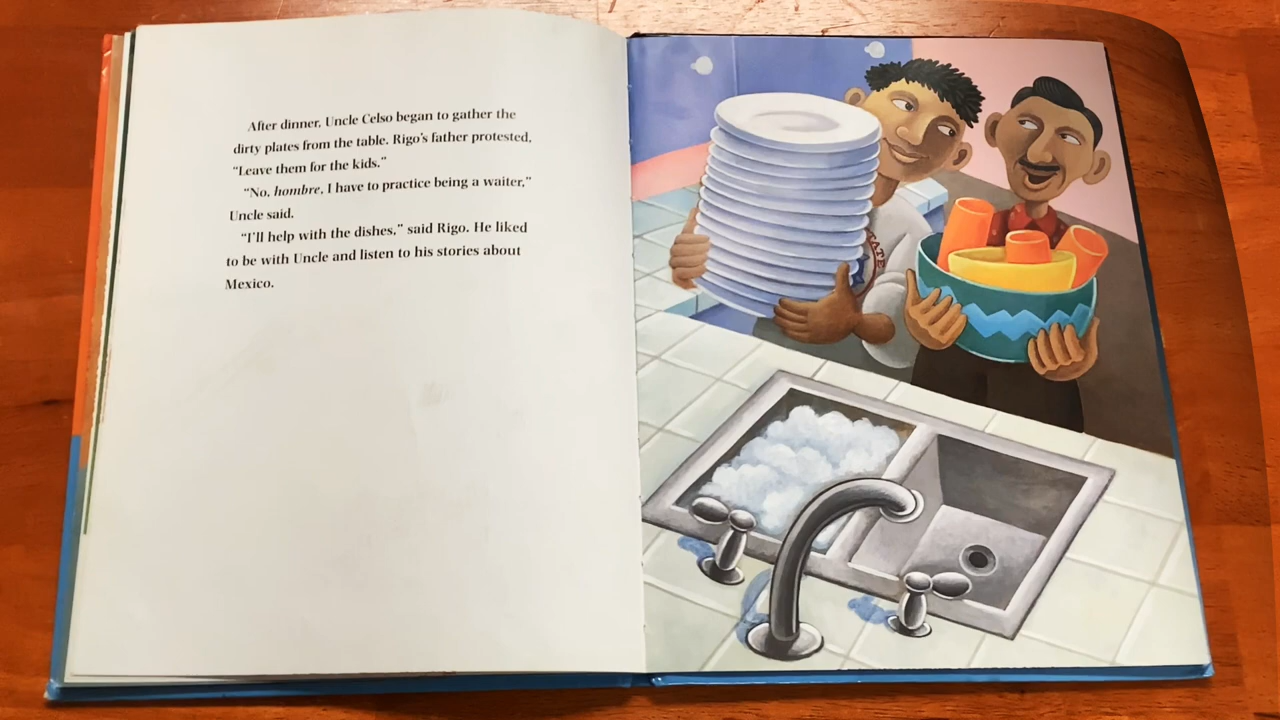 After dinner, Uncle Celso began to gather the
dirty plates from the table. Rigo's father protested,
"Leave them for the kids."
"No, hombre, I have to practice being a waiter,"
Uncle said.
"I'll help with the dishes," said Rigo. He liked
to be with Uncle and listen to his stories about
Mexico.
TATE